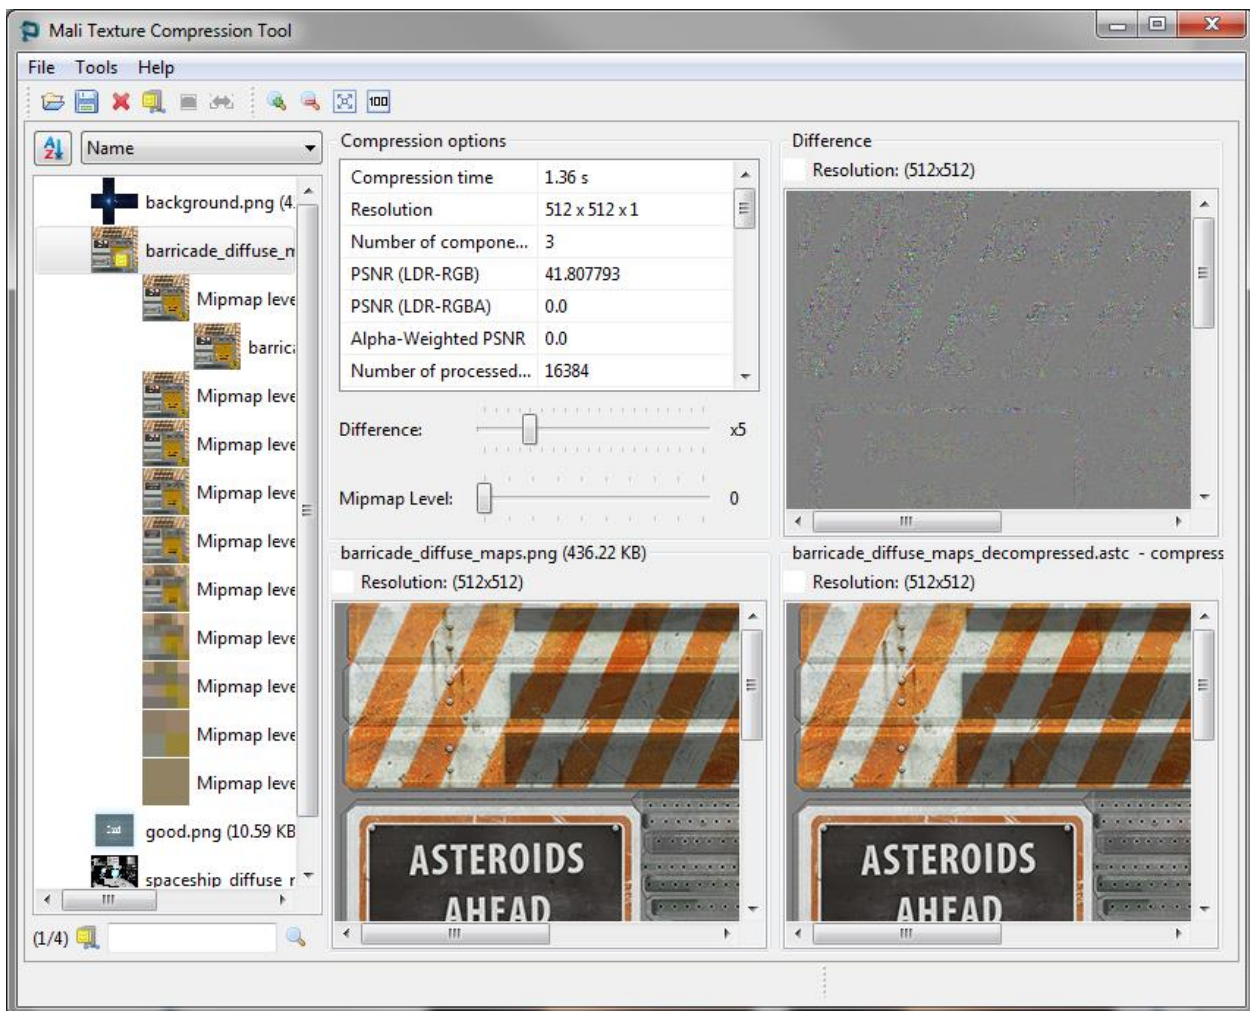 Mali Texture Compression Tool
File Tools Help
100
A
Z
Name
background.png (4
barricade_diffuse_m
Mipmap leve
barrica
Mipmap leve
Mipmap leve
Mipmap leve
Mipmap leve
Mipmap leve
Mipmap leve
Mipmap leve
Mipmap leve
Mipmap leve
good.png (10.59 KB
spaceship_diffuse_r
(1/4)
Compression options
Compression time 1.36 s
Resolution 512 x 512 x 1
Number of compone... 3
PSNR (LDR-RGB) 41.807793
PSNR (LDR-RGBA) 0.0
Alpha-Weighted PSNR 0.0
Number of processed... 16384
Difference: x5
Mipmap Level: 0
Difference
Resolution: (512x512)
barricade_diffuse_maps.png (436.22 KB)
Resolution: (512x512)
ASTEROIDS
AHEAD
barricade_diffuse_maps_decompressed.astc - compress
Resolution: (512x512)
ASTEROIDS
AHEAD